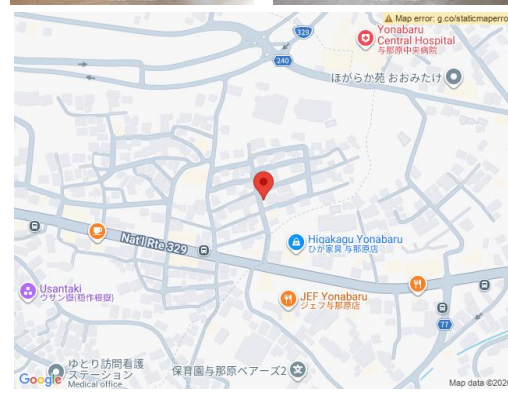 Map error: g.co/staticmaperro
329
Yonabaru
Central Hospital
与那原中央病院
240
ほがらか苑 おおみたけ
Nat'l Rte 329
Higakagu Yonabaru
ひが家具 与那原店
Usantaki
ウサン嶽(穏作根嶽)
JEF Yonabaru
ジェフ与那原店
77
ゆとり訪問看護
ステーション
Medical office
保育園与那原ベアーズ2
Google
Map data ©2026